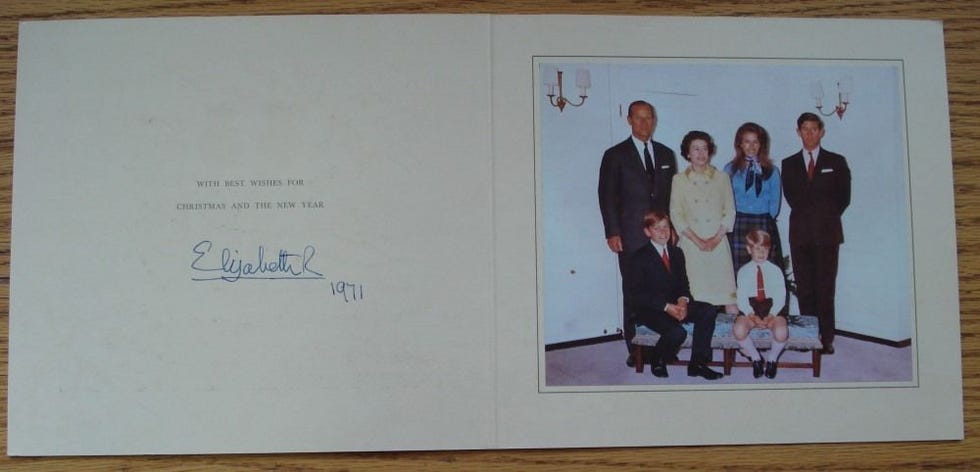 WITH BEST WISHES FOR
CHRISTMAS AND THE NEW YEAR
Elizabeth R
1971